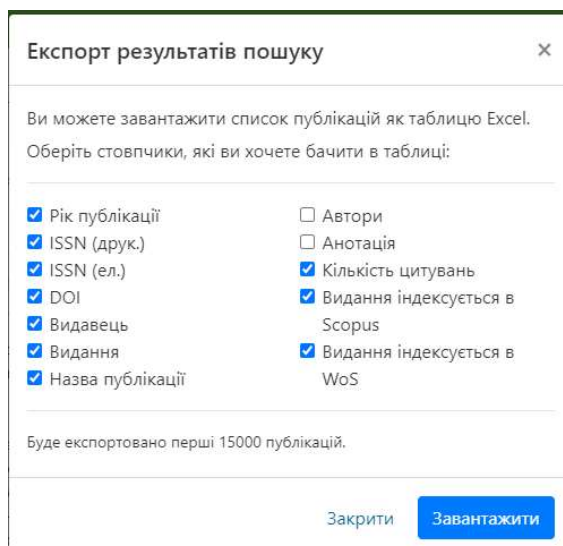 Експорт результатів пошуку ×
Ви можете завантажити список публікацій як таблицю Excel.
Оберіть стовпчики, які ви хочете бачити в таблиці:
Рік публікації
ISSN (друк.)
ISSN (ел.)
DOI
Видавець
Видання
Назва публікації
Автори
Анотація
Кількість цитувань
Видання індексується в
Scopus
Видання індексується в
WoS
Буде експортовано перші 15000 публікацій.
Закрити
Завантажити